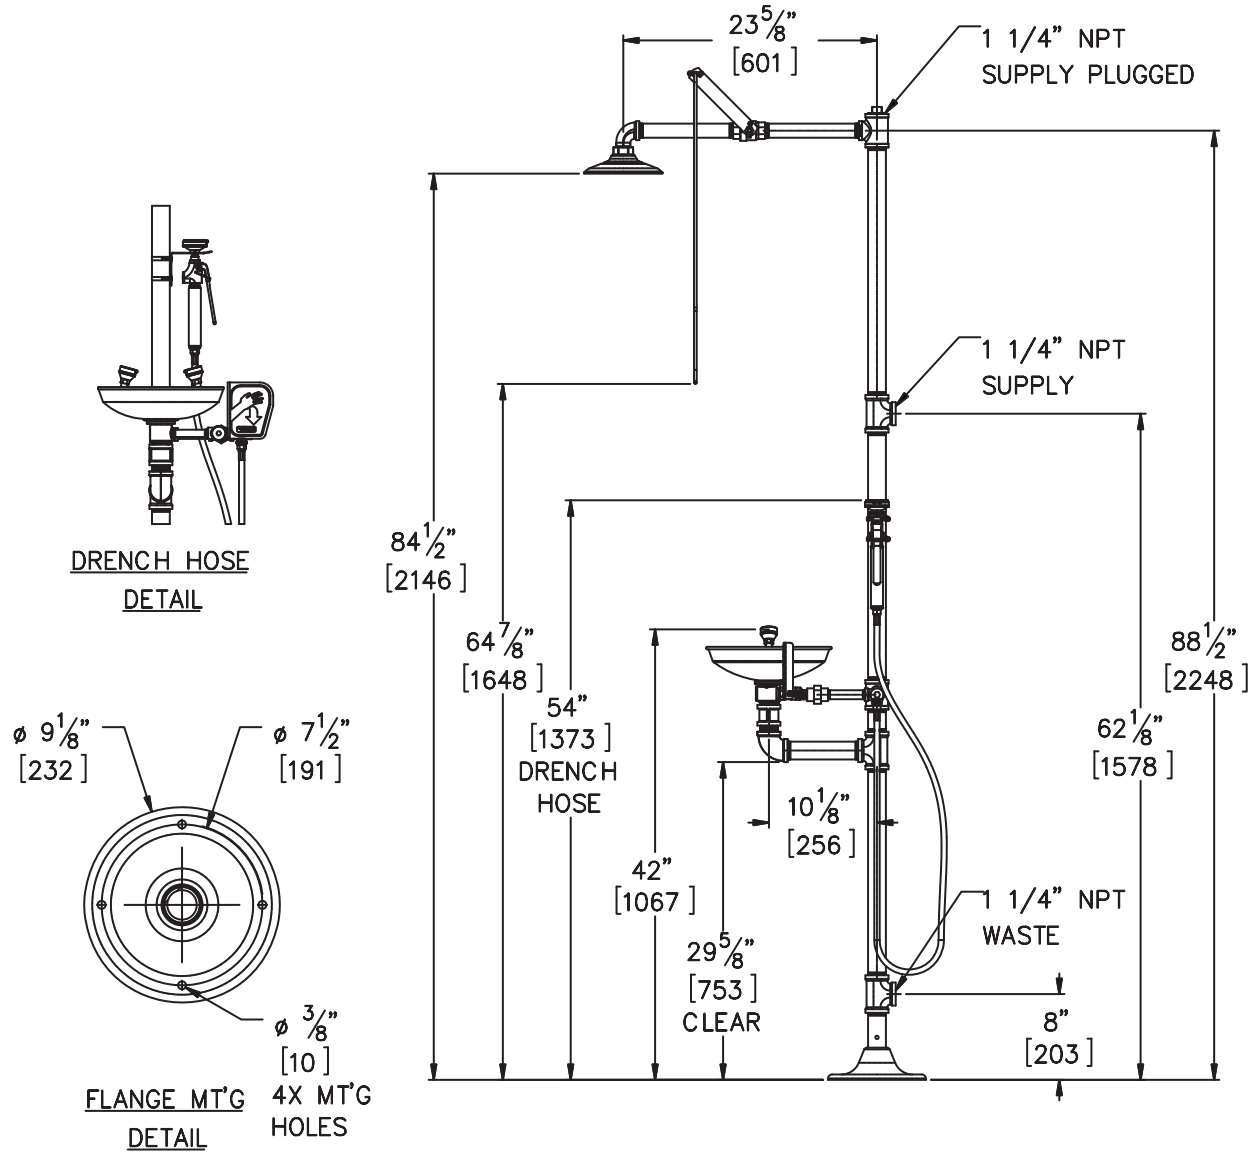 23 5/8"
[601]
1 1/4" NPT
SUPPLY PLUGGED
1 1/4" NPT
SUPPLY
DRENCH HOSE
DETAIL
84 1/2"
[2146]
64 7/8"
[1648]
54"
[1373]
DRENCH
HOSE
42"
[1067]
29 5/8"
[753]
CLEAR
10 1/8"
[256]
88 1/2"
[2248]
62 1/8"
[1578]
1 1/4" NPT
WASTE
8"
[203]
ø 9 1/8"
[232]
ø 7 1/2"
[191]
ø 3/8"
[10]
4X MT'G
HOLES
FLANGE MT'G
DETAIL